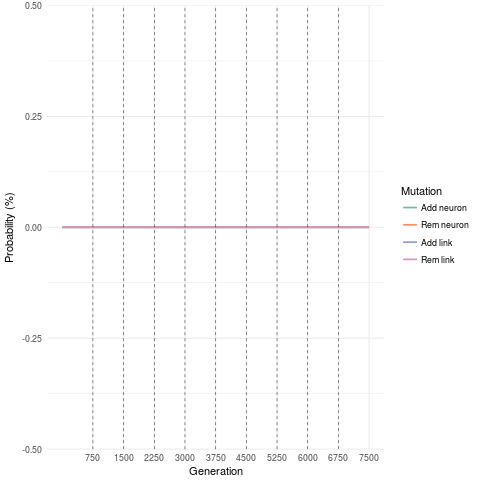 0.50
0.25
0.00
-0.25
-0.50
Probability (%)
750 1500 2250 3000 3750 4500 5250 6000 6750 7500
Generation
Mutation
Add neuron
Rem neuron
Add link
Rem link